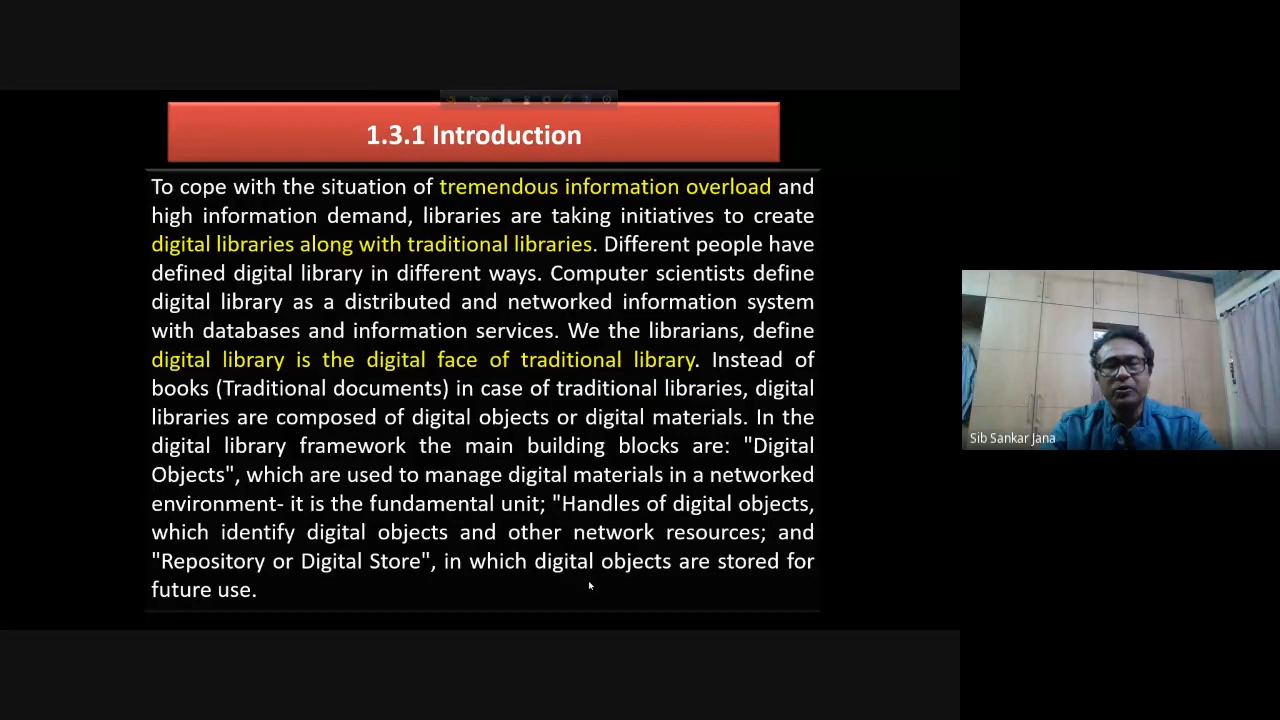 1.3.1 Introduction
To cope with the situation of tremendous information overload and
high information demand, libraries are taking initiatives to create
digital libraries along with traditional libraries. Different people have
defined digital library in different ways. Computer scientists define
digital library as a distributed and networked information system
with databases and information services. We the librarians, define
digital library is the digital face of traditional library. Instead of
books (Traditional documents) in case of traditional libraries, digital
libraries are composed of digital objects or digital materials. In the
digital library framework the main building blocks are: "Digital
Objects", which are used to manage digital materials in a networked
environment- it is the fundamental unit; "Handles of digital objects,
which identify digital objects and other network resources; and
"Repository or Digital Store", in which digital objects are stored for
future use.
Sib Sankar Jana